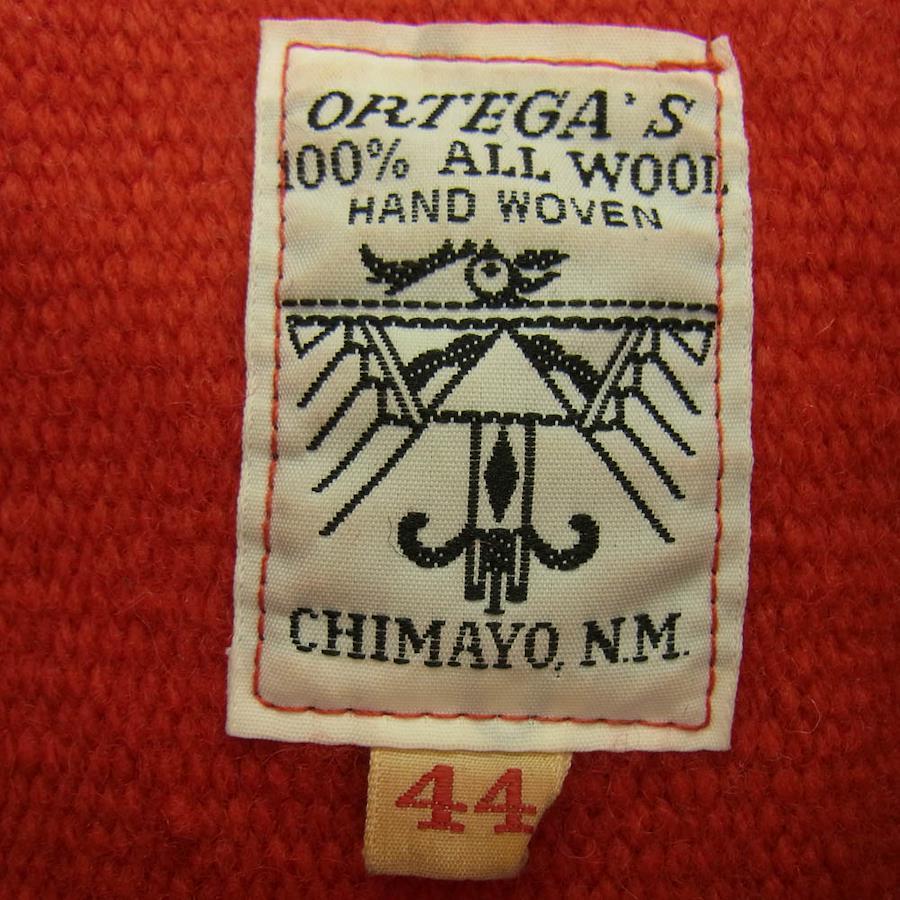 ORTEGA'S
100% ALL WOOL
HAND WOVEN
CHIMAYO, N.M.
44